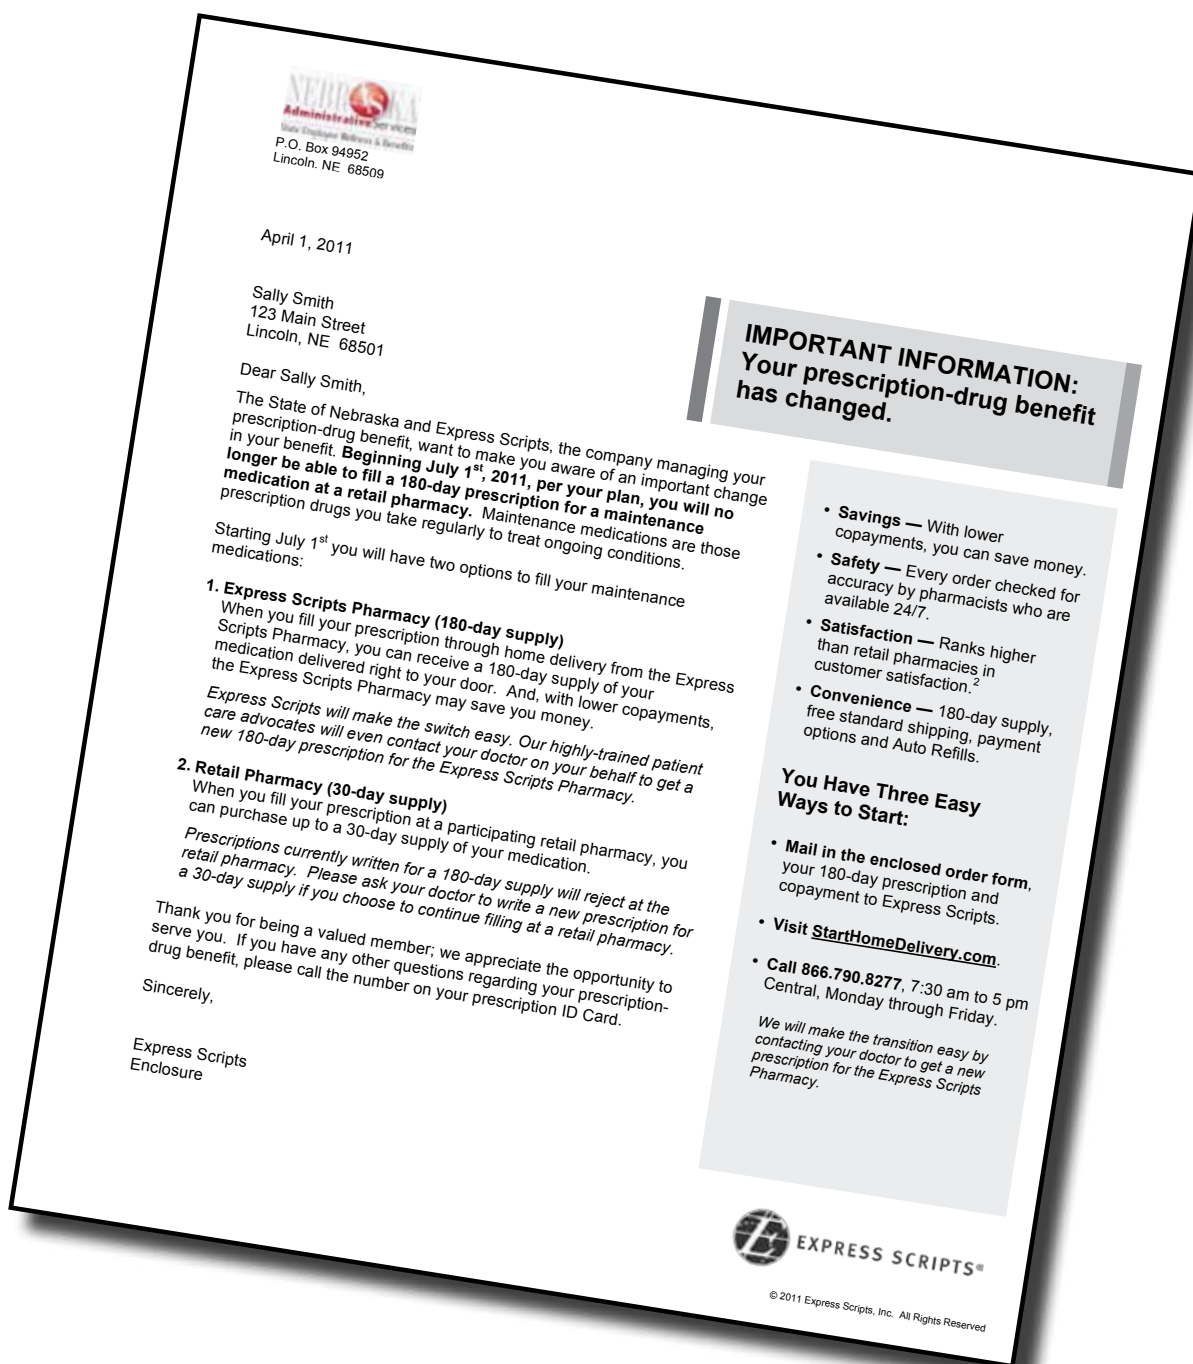 NEBRASKA
Administrative Services
State Employee Wellness & Benefits
P.O. Box 94952
Lincoln. NE  68509
April 1, 2011
Sally Smith
123 Main Street
Lincoln, NE  68501
Dear Sally Smith,
The State of Nebraska and Express Scripts, the company managing your
prescription-drug benefit, want to make you aware of an important change
in your benefit. Beginning July 1st, 2011, per your plan, you will no
longer be able to fill a 180-day prescription for a maintenance
medication at a retail pharmacy.  Maintenance medications are those
prescription drugs you take regularly to treat ongoing conditions.
Starting July 1st you will have two options to fill your maintenance
medications:
1. Express Scripts Pharmacy (180-day supply)
When you fill your prescription through home delivery from the Express
Scripts Pharmacy, you can receive a 180-day supply of your
medication delivered right to your door.  And, with lower copayments,
the Express Scripts Pharmacy may save you money.
Express Scripts will make the switch easy. Our highly-trained patient
care advocates will even contact your doctor on your behalf to get a
new 180-day prescription for the Express Scripts Pharmacy.
2. Retail Pharmacy (30-day supply)
When you fill your prescription at a participating retail pharmacy, you
can purchase up to a 30-day supply of your medication.
Prescriptions currently written for a 180-day supply will reject at the
retail pharmacy.  Please ask your doctor to write a new prescription for
a 30-day supply if you choose to continue filling at a retail pharmacy.
Thank you for being a valued member; we appreciate the opportunity to
serve you.  If you have any other questions regarding your prescription-
drug benefit, please call the number on your prescription ID Card.
Sincerely,
Express Scripts
Enclosure
IMPORTANT INFORMATION:
Your prescription-drug benefit
has changed.
• Savings — With lower
copayments, you can save money.
• Safety — Every order checked for
accuracy by pharmacists who are
available 24/7.
• Satisfaction — Ranks higher
than retail pharmacies in
customer satisfaction.2
• Convenience — 180-day supply,
free standard shipping, payment
options and Auto Refills.
You Have Three Easy
Ways to Start:
• Mail in the enclosed order form,
your 180-day prescription and
copayment to Express Scripts.
• Visit StartHomeDelivery.com.
• Call 866.790.8277, 7:30 am to 5 pm
Central, Monday through Friday.
We will make the transition easy by
contacting your doctor to get a new
prescription for the Express Scripts
Pharmacy.
EXPRESS SCRIPTS®
© 2011 Express Scripts, Inc.  All Rights Reserved